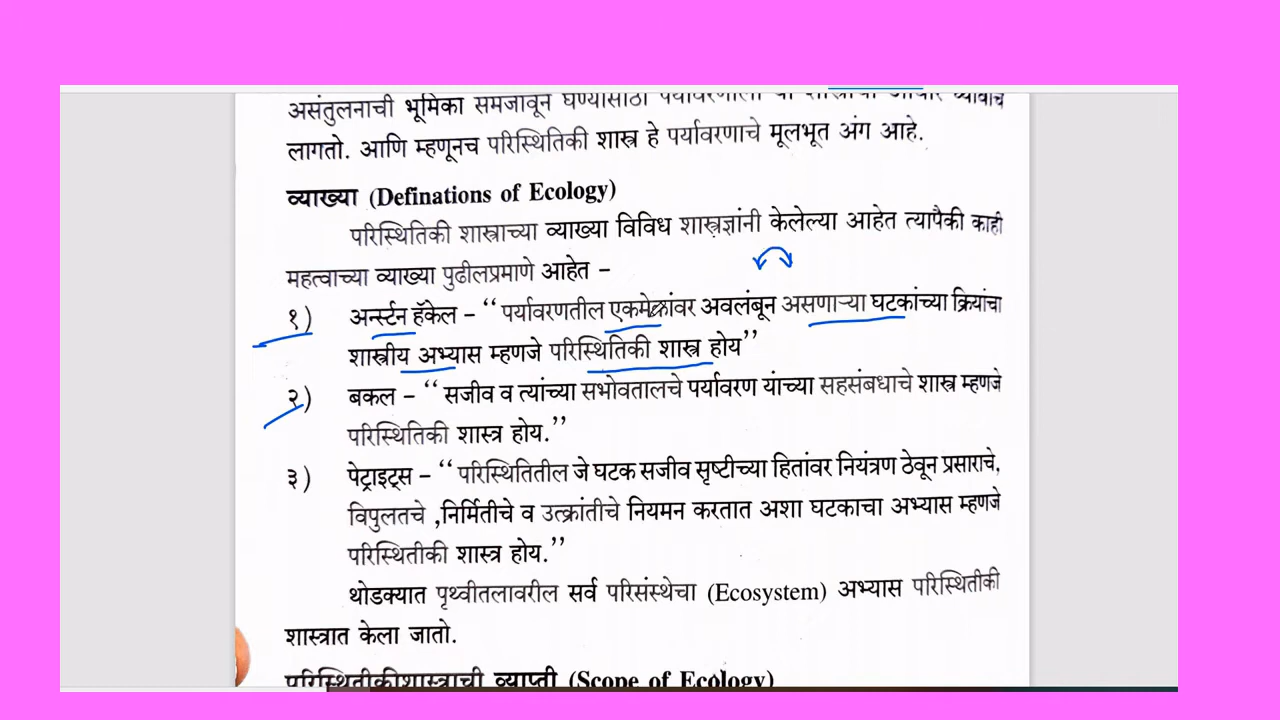 असंतुलनाची भूमिका समजावून घेण्यासाठी पर्यावरणाला या शास्त्राचा आधार घ्यावाच
लागतो. आणि म्हणूनच परिस्थितिकी शास्त्र हे पर्यावरणाचे मूलभूत अंग आहे.
व्याख्या (Definations of Ecology)
परिस्थितिकी शास्त्राच्या व्याख्या विविध शास्त्रज्ञांनी केलेल्या आहेत त्यापैकी काही
महत्वाच्या व्याख्या पुढीलप्रमाणे आहेत –
१) अर्न्स्टन हॅकेल – “ पर्यावरणतील एकमेकांवर अवलंबून असणाऱ्या घटकांच्या क्रियांचा
शास्त्रीय अभ्यास म्हणजे परिस्थितिकी शास्त्र होय”
२) बकल – “ सजीव व त्यांच्या सभोवतालचे पर्यावरण यांच्या सहसंबधाचे शास्त्र म्हणजे
परिस्थितिकी शास्त्र होय.”
३) पेट्राइट्स – “परिस्थितितील जे घटक सजीव सृष्टीच्या हितांवर नियंत्रण ठेवून प्रसाराचे,
विपुलतचे ,निर्मितीचे व उत्क्रांतीचे नियमन करतात अशा घटकाचा अभ्यास म्हणजे
परिस्थितीकी शास्त्र होय.”
थोडक्यात पृथ्वीतलावरील सर्व परिसंस्थेचा (Ecosystem) अभ्यास परिस्थितीकी
शास्त्रात केला जातो.
परिस्थितीकीशास्त्राची व्याप्ती (Scope of Ecology)